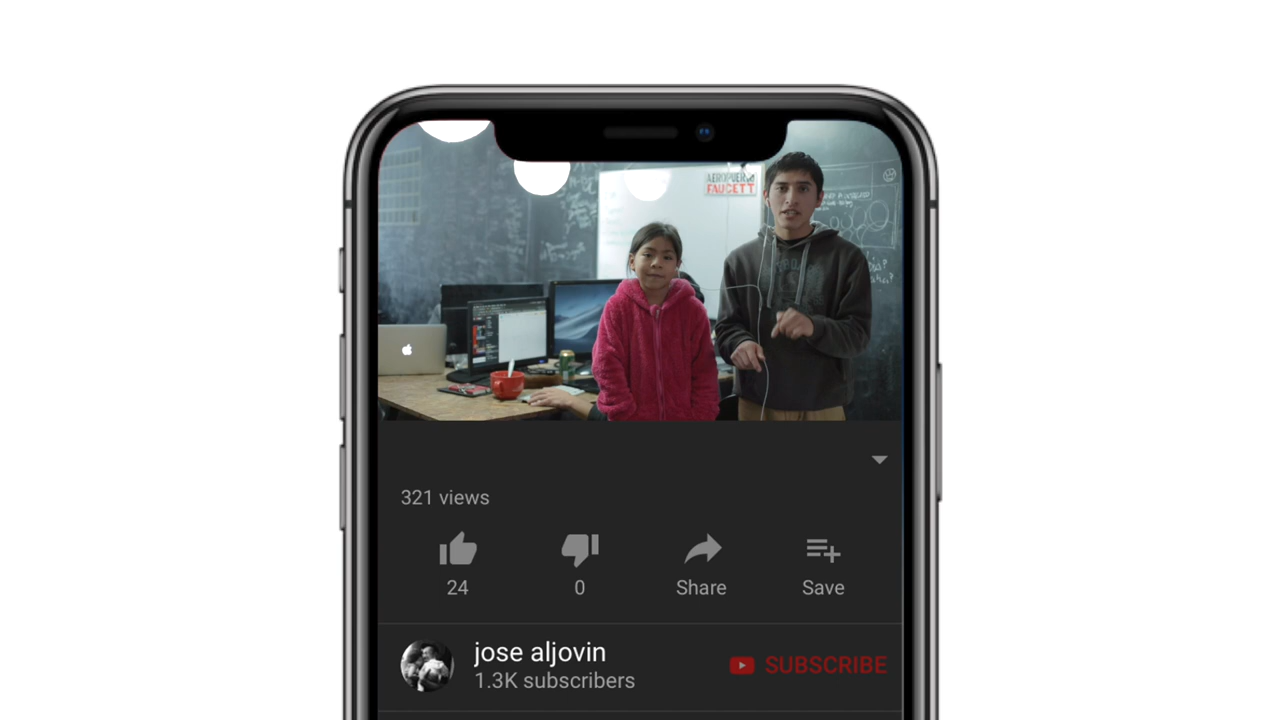 AEROPUERTO
FAUCETT
321 views
24
0
Share
Save
jose aljovin
1.3K subscribers
SUBSCRIBE